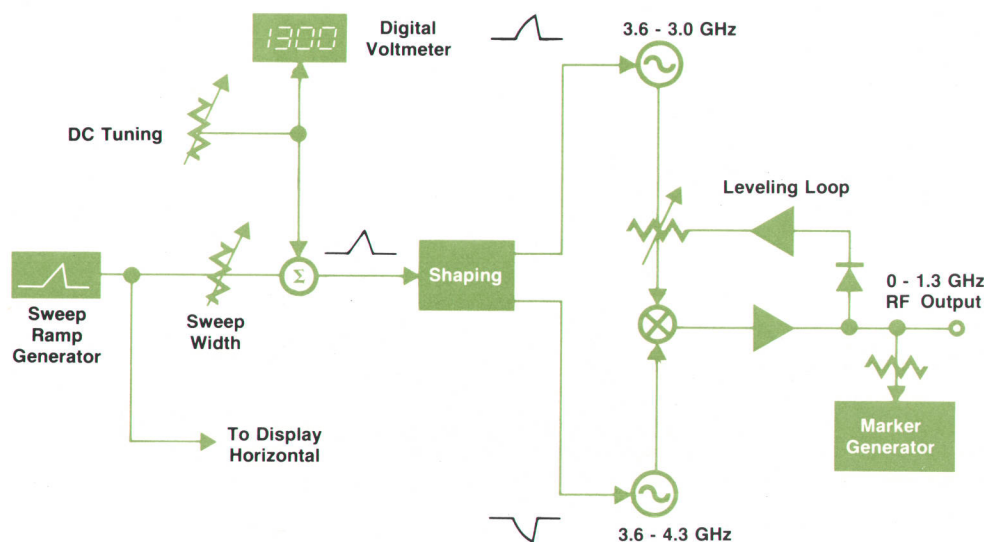 1300
Digital
Voltmeter
3.6 - 3.0 GHz
DC Tuning
Leveling Loop
Σ
Shaping
0 - 1.3 GHz
RF Output
Sweep
Ramp
Generator
Sweep
Width
Marker
Generator
To Display
Horizontal
3.6 - 4.3 GHz